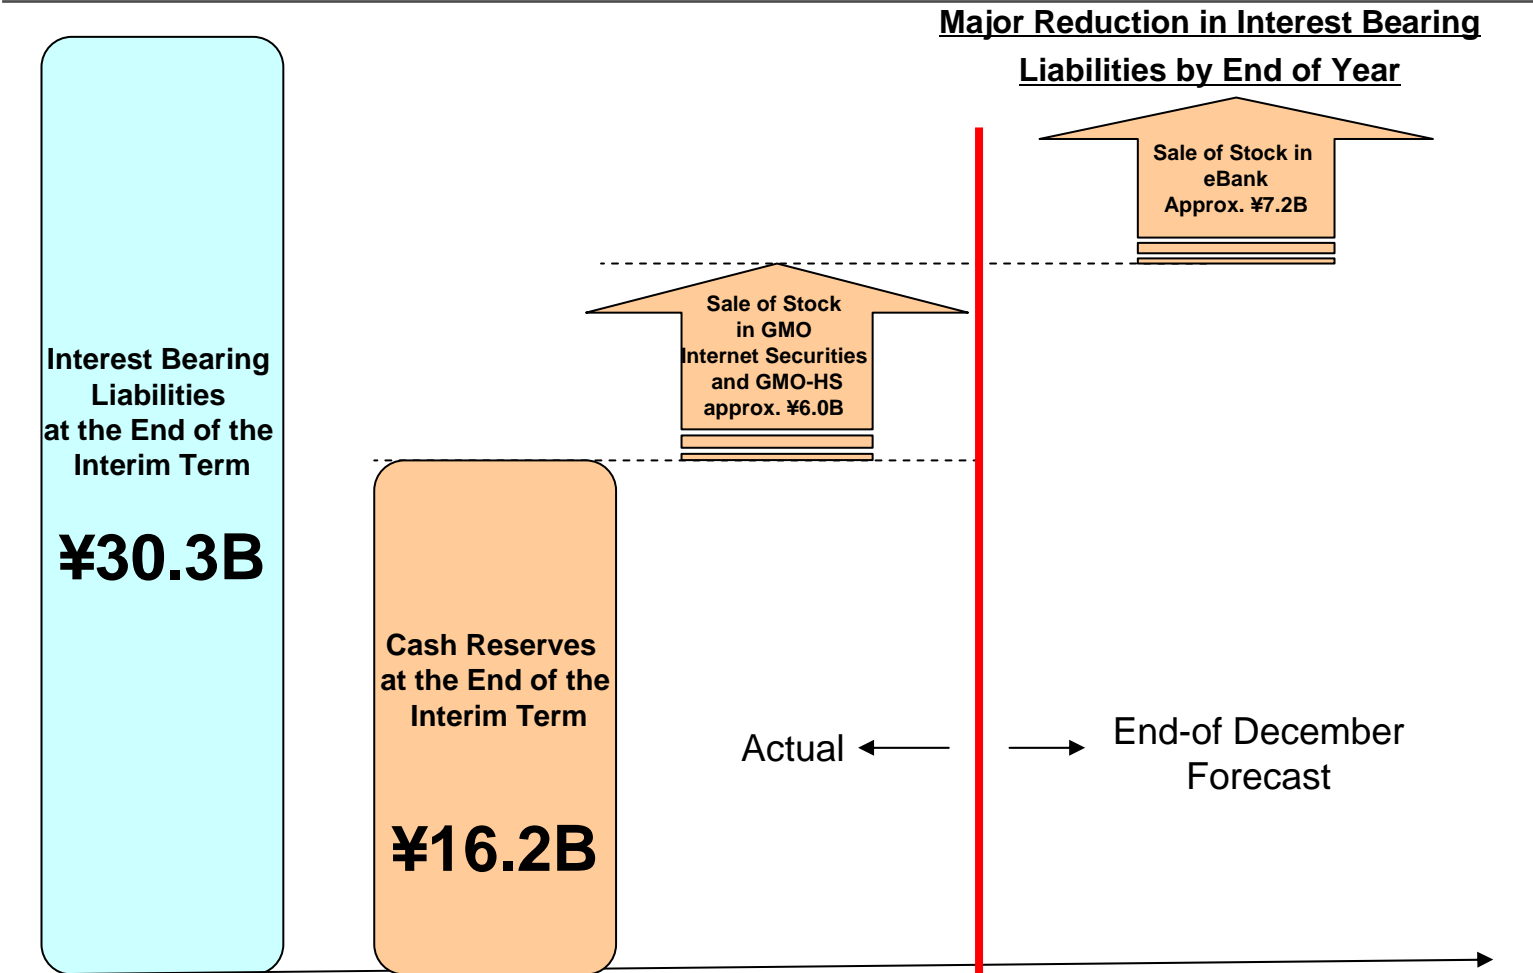 Major Reduction in Interest Bearing
Liabilities by End of Year
Sale of Stock in
eBank
Approx. ¥7.2B
Sale of Stock
in GMO
Internet Securities
and GMO-HS
approx. ¥6.0B
Interest Bearing
Liabilities
at the End of the
Interim Term
¥30.3B
Cash Reserves
at the End of the
Interim Term
¥16.2B
Actual
End-of December
Forecast